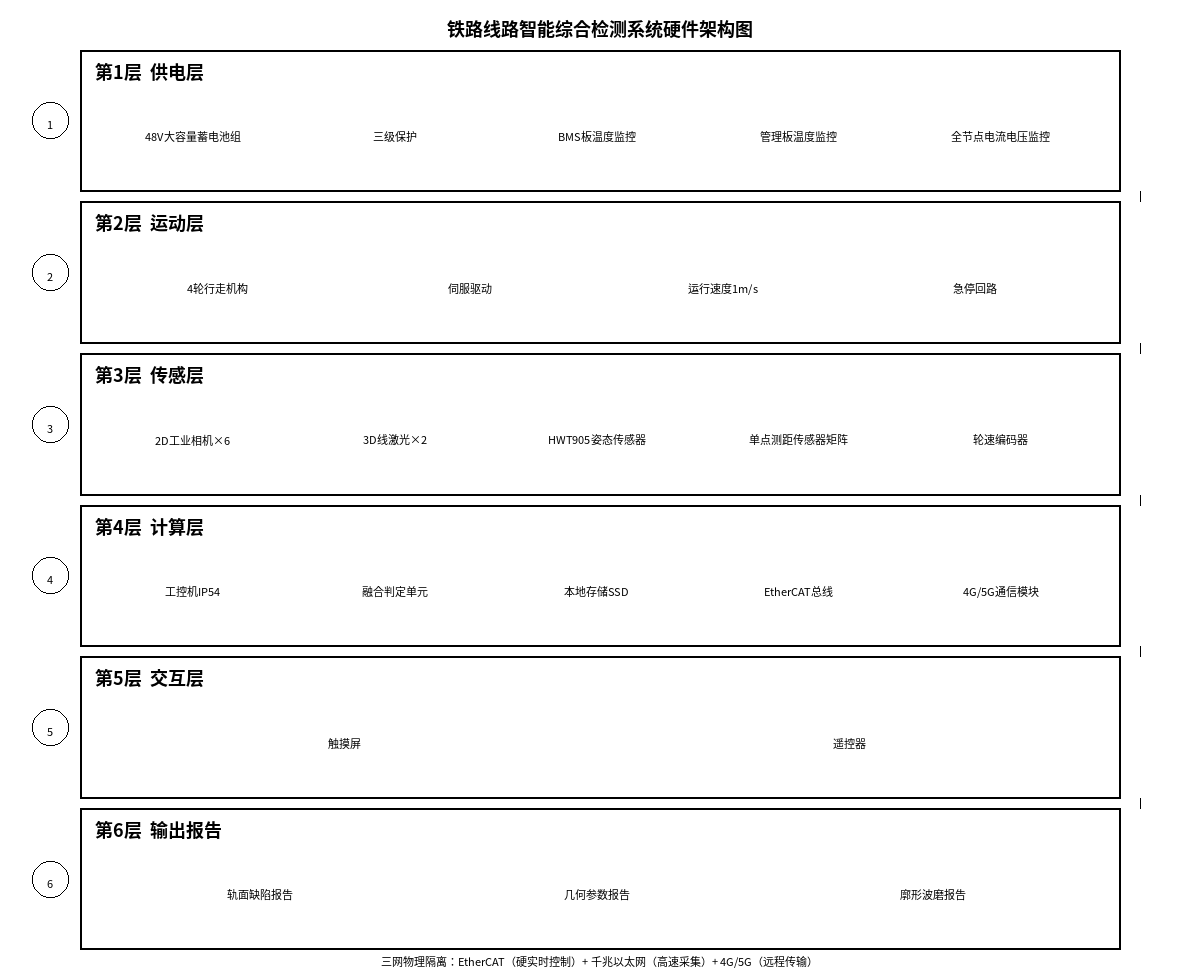 铁路线路智能综合检测系统硬件架构图
第1层 供电层
1
48V大容量蓄电池组 三级保护 BMS板温度监控 管理板温度监控 全节点电流电压监控
第2层 运动层
2
4轮行走机构 伺服驱动 运行速度1m/s 急停回路
第3层 传感层
3
2D工业相机×6 3D线激光×2 HWT905姿态传感器 单点测距传感器矩阵 轮速编码器
第4层 计算层
4
工控机IP54 融合判定单元 本地存储SSD EtherCAT总线 4G/5G通信模块
第5层 交互层
5
触摸屏 遥控器
第6层 输出报告
6
轨面缺陷报告 几何参数报告 廓形波磨报告
三网物理隔离：EtherCAT（硬实时控制）+ 千兆以太网（高速采集）+ 4G/5G（远程传输）